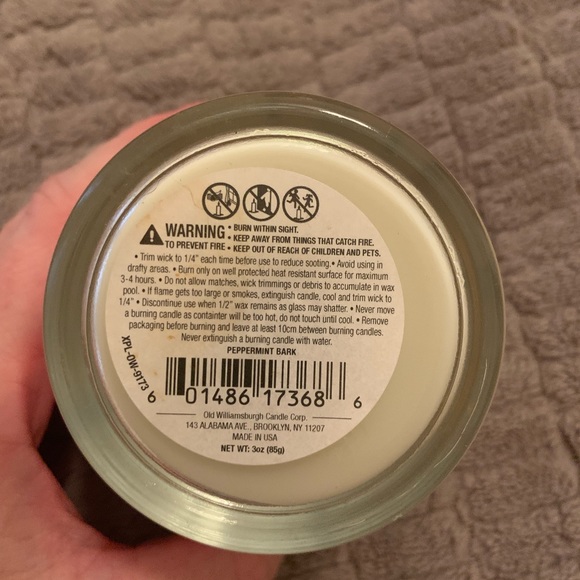 WARNING • BURN WITHIN SIGHT.
TO PREVENT FIRE • KEEP AWAY FROM THINGS THAT CATCH FIRE.
• KEEP OUT OF REACH OF CHILDREN AND PETS.
• Trim wick to 1/4" each time before use to reduce sooting. • Avoid using in
drafty areas. • Burn only on well protected heat resistant surface for maximum
3-4 hours. • Do not allow matches, wick trimmings or debris to accumulate in wax
pool. • If flame gets too large or smokes, extinguish candle, cool and trim wick to
1/4" • Discontinue use when 1/2" wax remains as glass may shatter. • Never move
a burning candle as containter will be too hot, do not touch until cool. • Remove
packaging before burning and leave at least 10cm between burning candles.
Never extinguish a burning candle with water.
PEPPERMINT BARK
XPL-OW-9173
6 01486 17368 6
Old Williamsburgh Candle Corp.
143 ALABAMA AVE., BROOKLYN, NY 11207
MADE IN USA
NET WT: 3oz (85g)